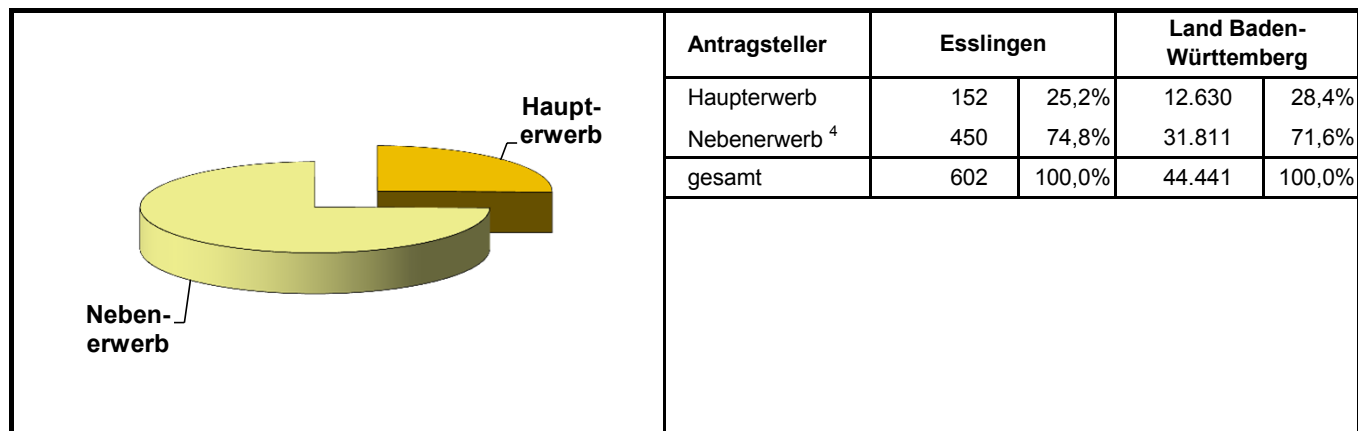 Haupt-
erwerb
Neben-
erwerb
Antragsteller Esslingen Land Baden-
Württemberg
Haupterwerb 152 25,2% 12.630 28,4%
Nebenerwerb ⁴ 450 74,8% 31.811 71,6%
gesamt 602 100,0% 44.441 100,0%